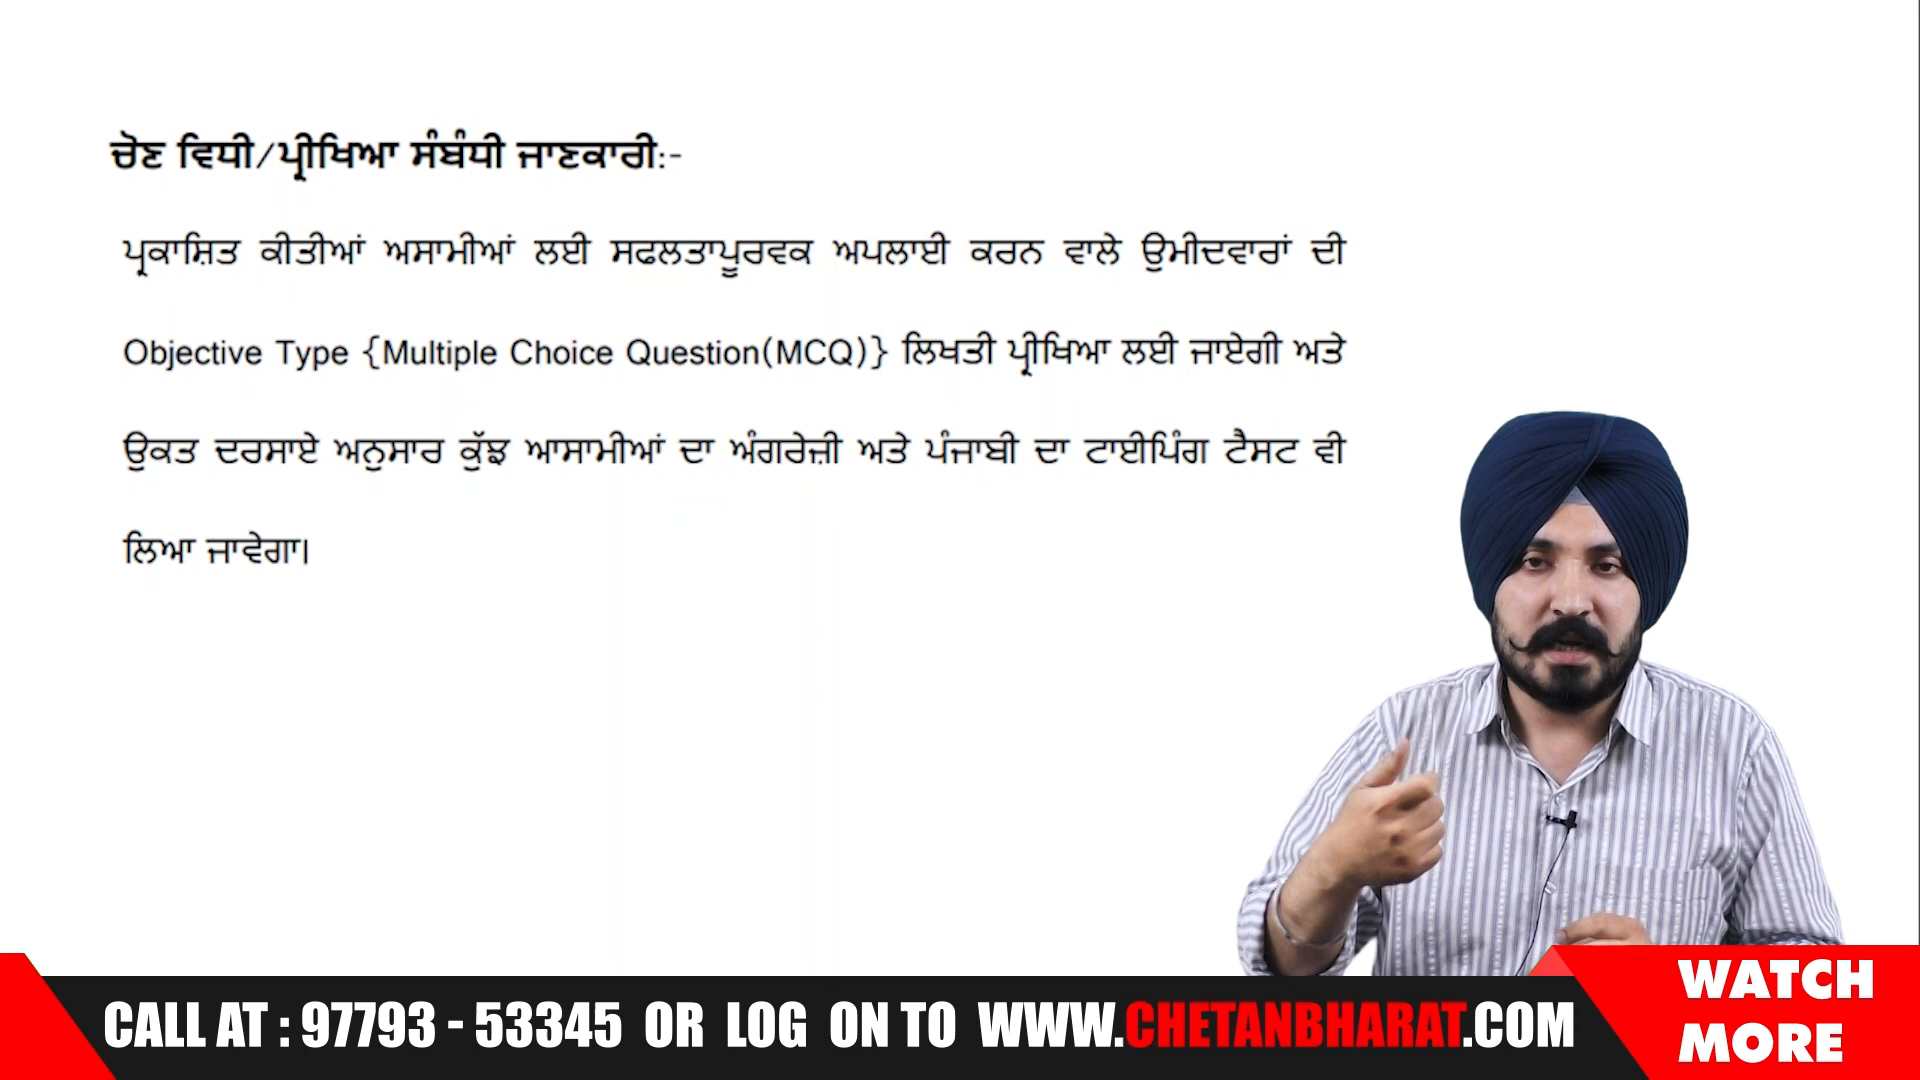 ਚੋਣ ਵਿਧੀ/ਪ੍ਰੀਖਿਆ ਸੰਬੰਧੀ ਜਾਣਕਾਰੀ:-
ਪ੍ਰਕਾਸ਼ਿਤ ਕੀਤੀਆਂ ਅਸਾਮੀਆਂ ਲਈ ਸਫਲਤਾਪੂਰਵਕ ਅਪਲਾਈ ਕਰਨ ਵਾਲੇ ਉਮੀਦਵਾਰਾਂ ਦੀ
Objective Type {Multiple Choice Question(MCQ)} ਲਿਖਤੀ ਪ੍ਰੀਖਿਆ ਲਈ ਜਾਏਗੀ ਅਤੇ
ਉਕਤ ਦਰਸਾਏ ਅਨੁਸਾਰ ਕੁੱਝ ਆਸਾਮੀਆਂ ਦਾ ਅੰਗਰੇਜ਼ੀ ਅਤੇ ਪੰਜਾਬੀ ਦਾ ਟਾਈਪਿੰਗ ਟੈਸਟ ਵੀ
ਲਿਆ ਜਾਵੇਗਾ।
CALL AT : 97793 - 53345 OR LOG ON TO WWW.CHETANBHARAT.COM
WATCH
MORE